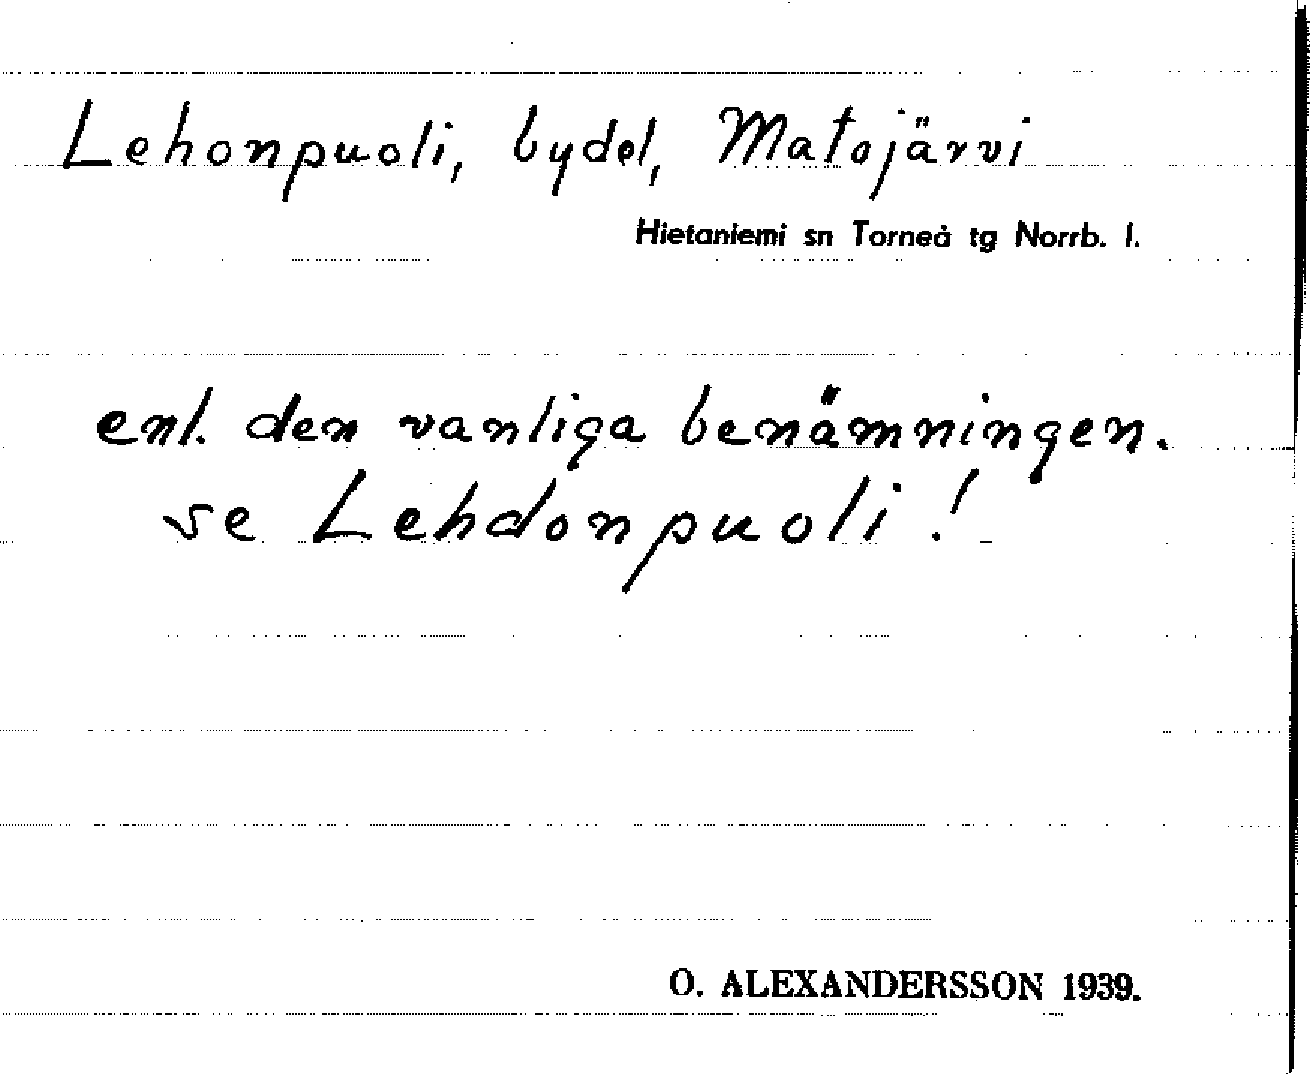 Lehonpuoli, bydel, Matojärvi
Hietaniemi sn Torneå tg Norrb. l.
enl. den vanliga benämningen.
se Lehdonpuoli!
O. ALEXANDERSSON 1939.